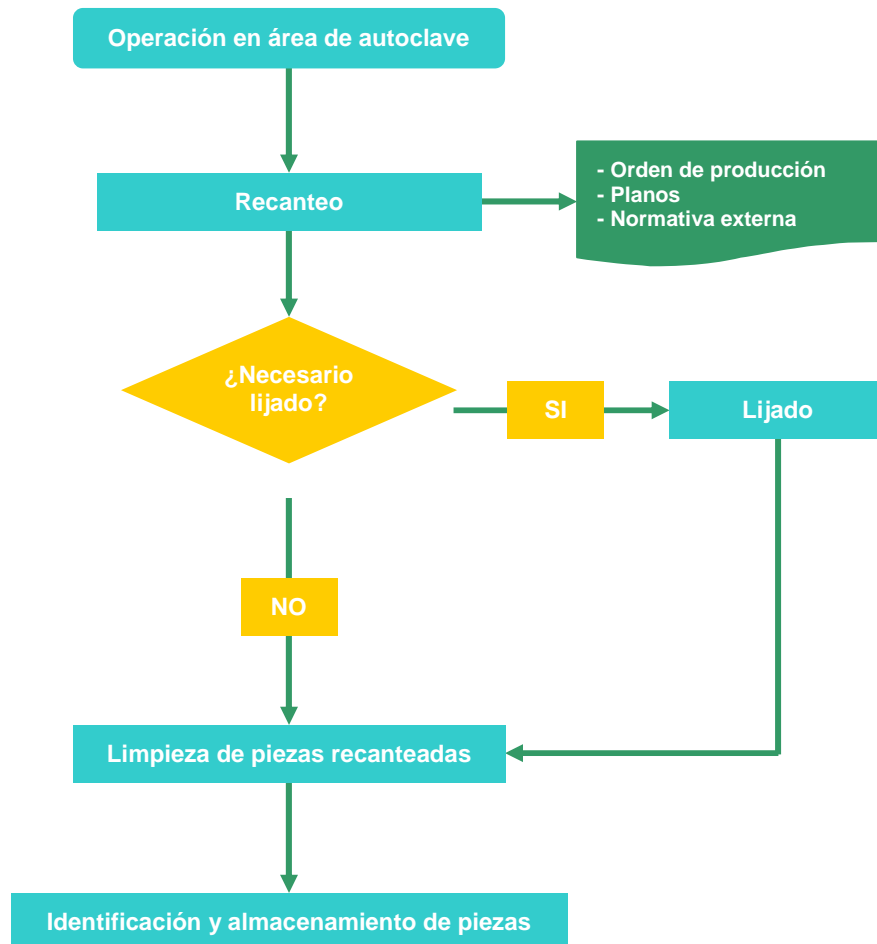 Operación en área de autoclave
Recanteo
- Orden de producción
- Planos
- Normativa externa
¿Necesario
lijado?
SI
Lijado
NO
Limpieza de piezas recanteadas
Identificación y almacenamiento de piezas